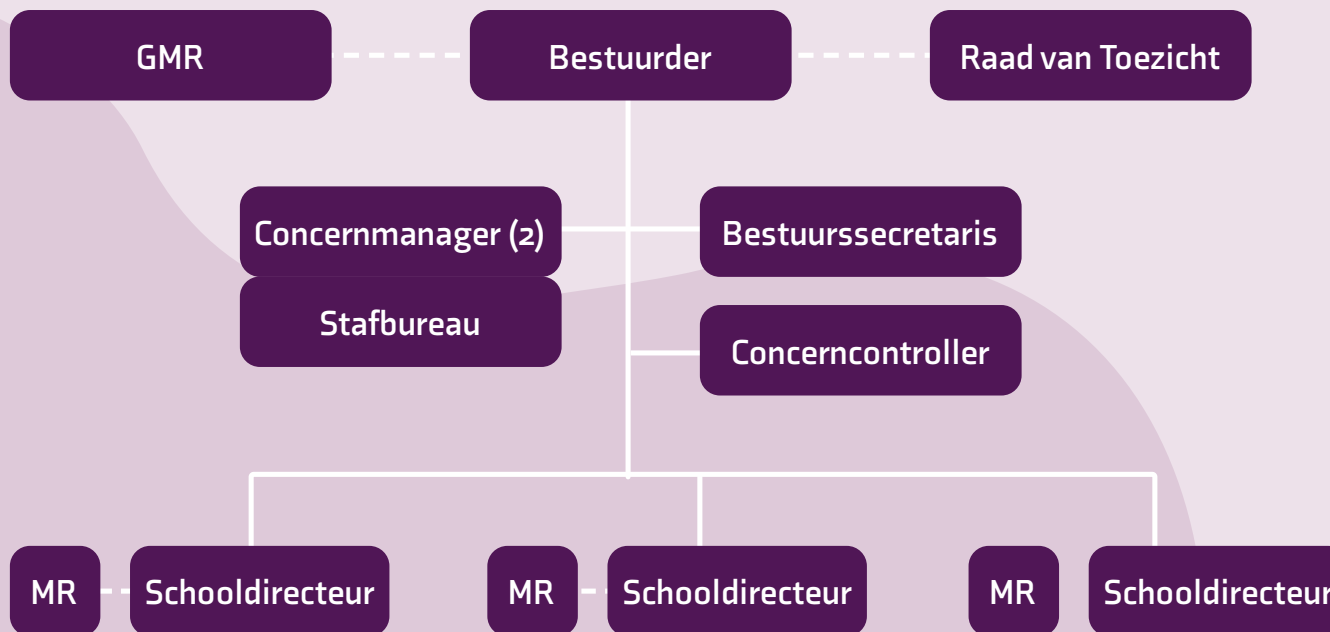 GMR
Bestuurder
Raad van Toezicht
Concernmanager (2)
Bestuurssecretaris
Stafbureau
Concerncontroller
MR
Schooldirecteur
MR
Schooldirecteur
MR
Schooldirecteur